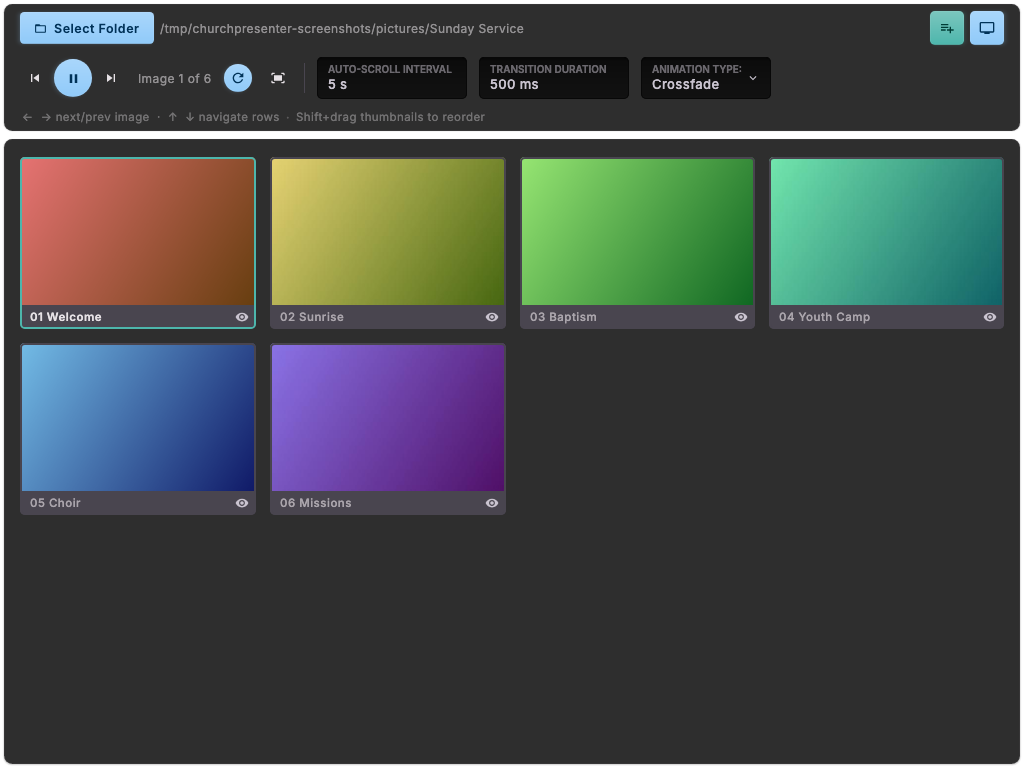 Select Folder /tmp/churchpresenter-screenshots/pictures/Sunday Service
Image 1 of 6
AUTO-SCROLL INTERVAL
5 s
TRANSITION DURATION
500 ms
ANIMATION TYPE:
Crossfade
← → next/prev image · ↑ ↓ navigate rows · Shift+drag thumbnails to reorder
01 Welcome
02 Sunrise
03 Baptism
04 Youth Camp
05 Choir
06 Missions